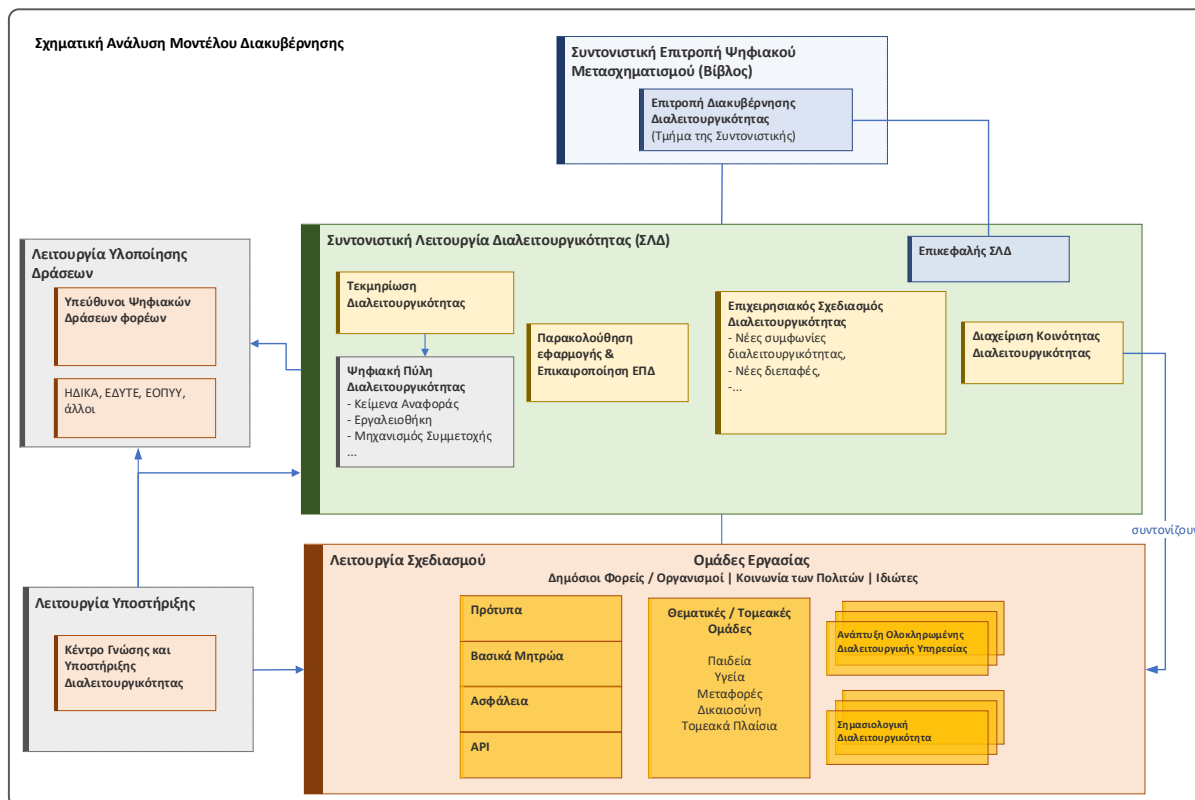 Σχηματική Ανάλυση Μοντέλου Διακυβέρνησης
Συντονιστική Επιτροπή Ψηφιακού
Μετασχηματισμού (Βίβλος)
Επιτροπή Διακυβέρνησης
Διαλειτουργικότητας
(Τμήμα της Συντονιστικής)
Συντονιστική Λειτουργία Διαλειτουργικότητας (ΣΛΔ)
Επικεφαλής ΣΛΔ
Λειτουργία Υλοποίησης
Δράσεων
Υπεύθυνοι Ψηφιακών
Δράσεων φορέων
ΗΔΙΚΑ, ΕΔΥΤΕ, ΕΟΠΥΥ,
άλλοι
Τεκμηρίωση
Διαλειτουργικότητας
Ψηφιακή Πύλη
Διαλειτουργικότητας
- Κείμενα Αναφοράς
- Εργαλειοθήκη
- Μηχανισμός Συμμετοχής
...
Παρακολούθηση
εφαρμογής &
Επικαιροποίηση ΕΠΔ
Επιχειρησιακός Σχεδιασμός
Διαλειτουργικότητας
- Νέες συμφωνίες
διαλειτουργικότητας,
- Νέες διεπαφές,
-...
Διαχείριση Κοινότητας
Διαλειτουργικότητας
συντονίζουν
Λειτουργία Σχεδιασμού
Ομάδες Εργασίας
Δημόσιοι Φορείς / Οργανισμοί | Κοινωνία των Πολιτών | Ιδιώτες
Πρότυπα
Βασικά Μητρώα
Ασφάλεια
API
Θεματικές / Τομεακές
Ομάδες
Παιδεία
Υγεία
Μεταφορές
Δικαιοσύνη
Τομεακά Πλαίσια
Ανάπτυξη Ολοκληρωμένης
Διαλειτουργικής Υπηρεσίας
Σημασιολογική
Διαλειτουργικότητα
Λειτουργία Υποστήριξης
Κέντρο Γνώσης και
Υποστήριξης
Διαλειτουργικότητας